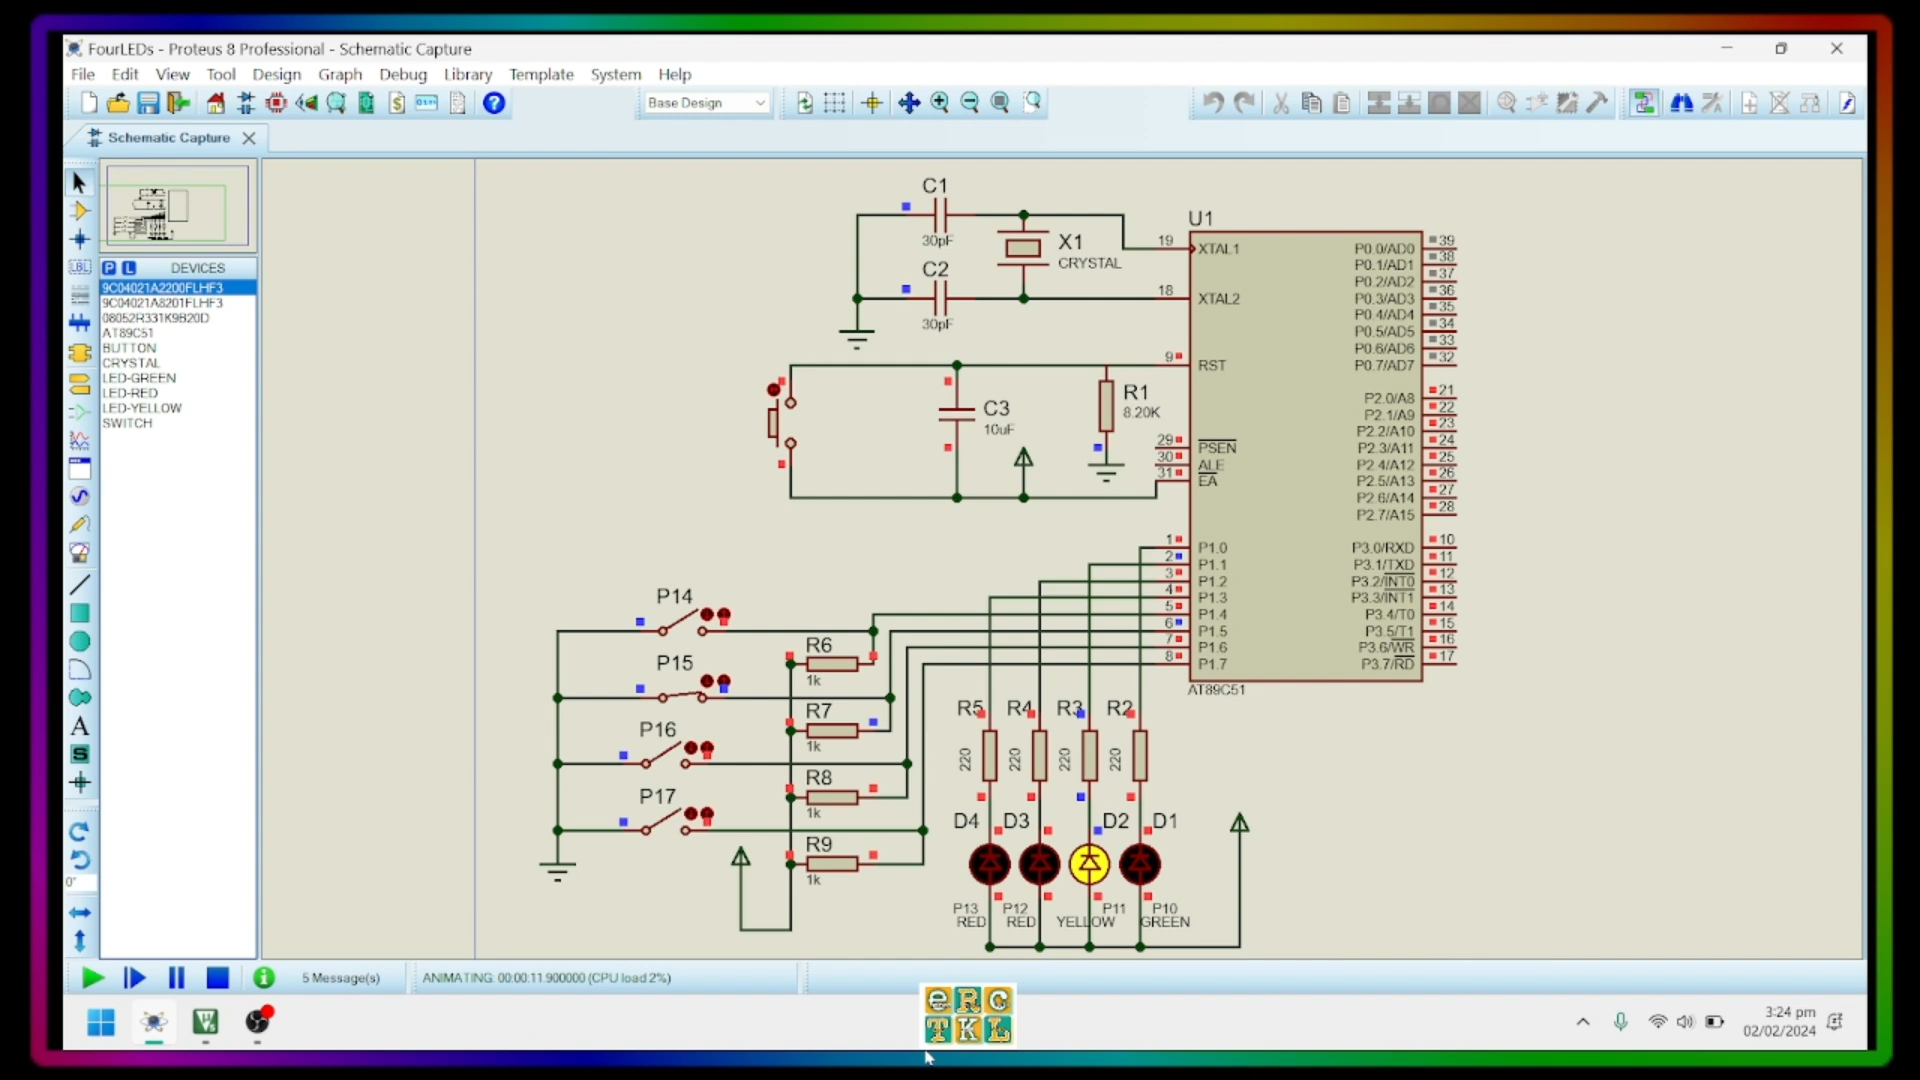 FourLEDs - Proteus 8 Professional - Schematic Capture
File Edit View Tool Design Graph Debug Library Template System Help
Base Design
Schematic Capture
P L DEVICES
9C04021A2200FLHF3
9C04021A8201FLHF3
08052R331K9B20D
AT89C51
BUTTON
CRYSTAL
LED-GREEN
LED-RED
LED-YELLOW
SWITCH
LBL
A
S
0°
C1
30pF
C2
30pF
X1
CRYSTAL
C3
10uF
R1
8.20K
U1
19 XTAL1
18 XTAL2
9 RST
29 PSEN
30 ALE
31 EA
1 P1.0
2 P1.1
3 P1.2
4 P1.3
5 P1.4
6 P1.5
7 P1.6
8 P1.7
P0.0/AD0 39
P0.1/AD1 38
P0.2/AD2 37
P0.3/AD3 36
P0.4/AD4 35
P0.5/AD5 34
P0.6/AD6 33
P0.7/AD7 32
P2.0/A8 21
P2.1/A9 22
P2.2/A10 23
P2.3/A11 24
P2.4/A12 25
P2.5/A13 26
P2.6/A14 27
P2.7/A15 28
P3.0/RXD 10
P3.1/TXD 11
P3.2/INT0 12
P3.3/INT1 13
P3.4/T0 14
P3.5/T1 15
P3.6/WR 16
P3.7/RD 17
AT89C51
P14
P15
P16
P17
R6
1k
R7
1k
R8
1k
R9
1k
R5 R4 R3 R2
220 220 220 220
D4 D3 D2 D1
P13 P12 P11 P10
RED RED YELLOW GREEN
5 Message(s) ANIMATING: 00:00:11.900000 (CPU load 2%)
eRC
TKL
3:24 pm
02/02/2024